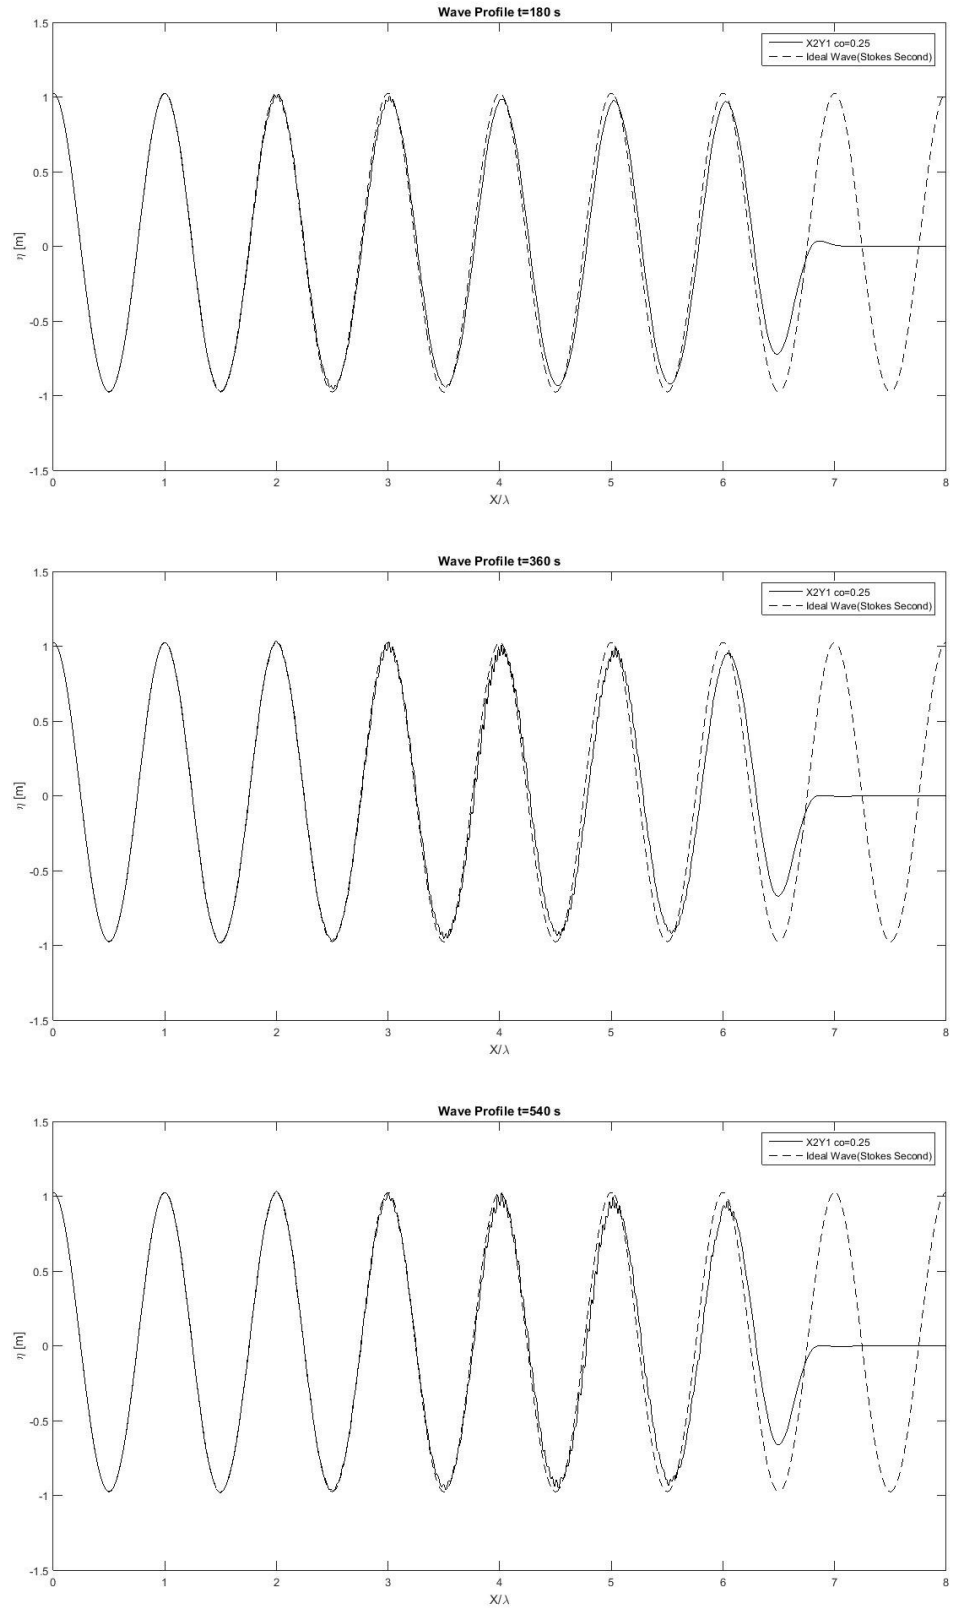 Wave Profile t=180 s
X2Y1 co=0.25
Ideal Wave(Stokes Second)
η [m]
1.5
1
0.5
0
-0.5
-1
-1.5
0 1 2 3 4 5 6 7 8
X/λ
Wave Profile t=360 s
X2Y1 co=0.25
Ideal Wave(Stokes Second)
η [m]
1.5
1
0.5
0
-0.5
-1
-1.5
0 1 2 3 4 5 6 7 8
X/λ
Wave Profile t=540 s
X2Y1 co=0.25
Ideal Wave(Stokes Second)
η [m]
1.5
1
0.5
0
-0.5
-1
-1.5
0 1 2 3 4 5 6 7 8
X/λ